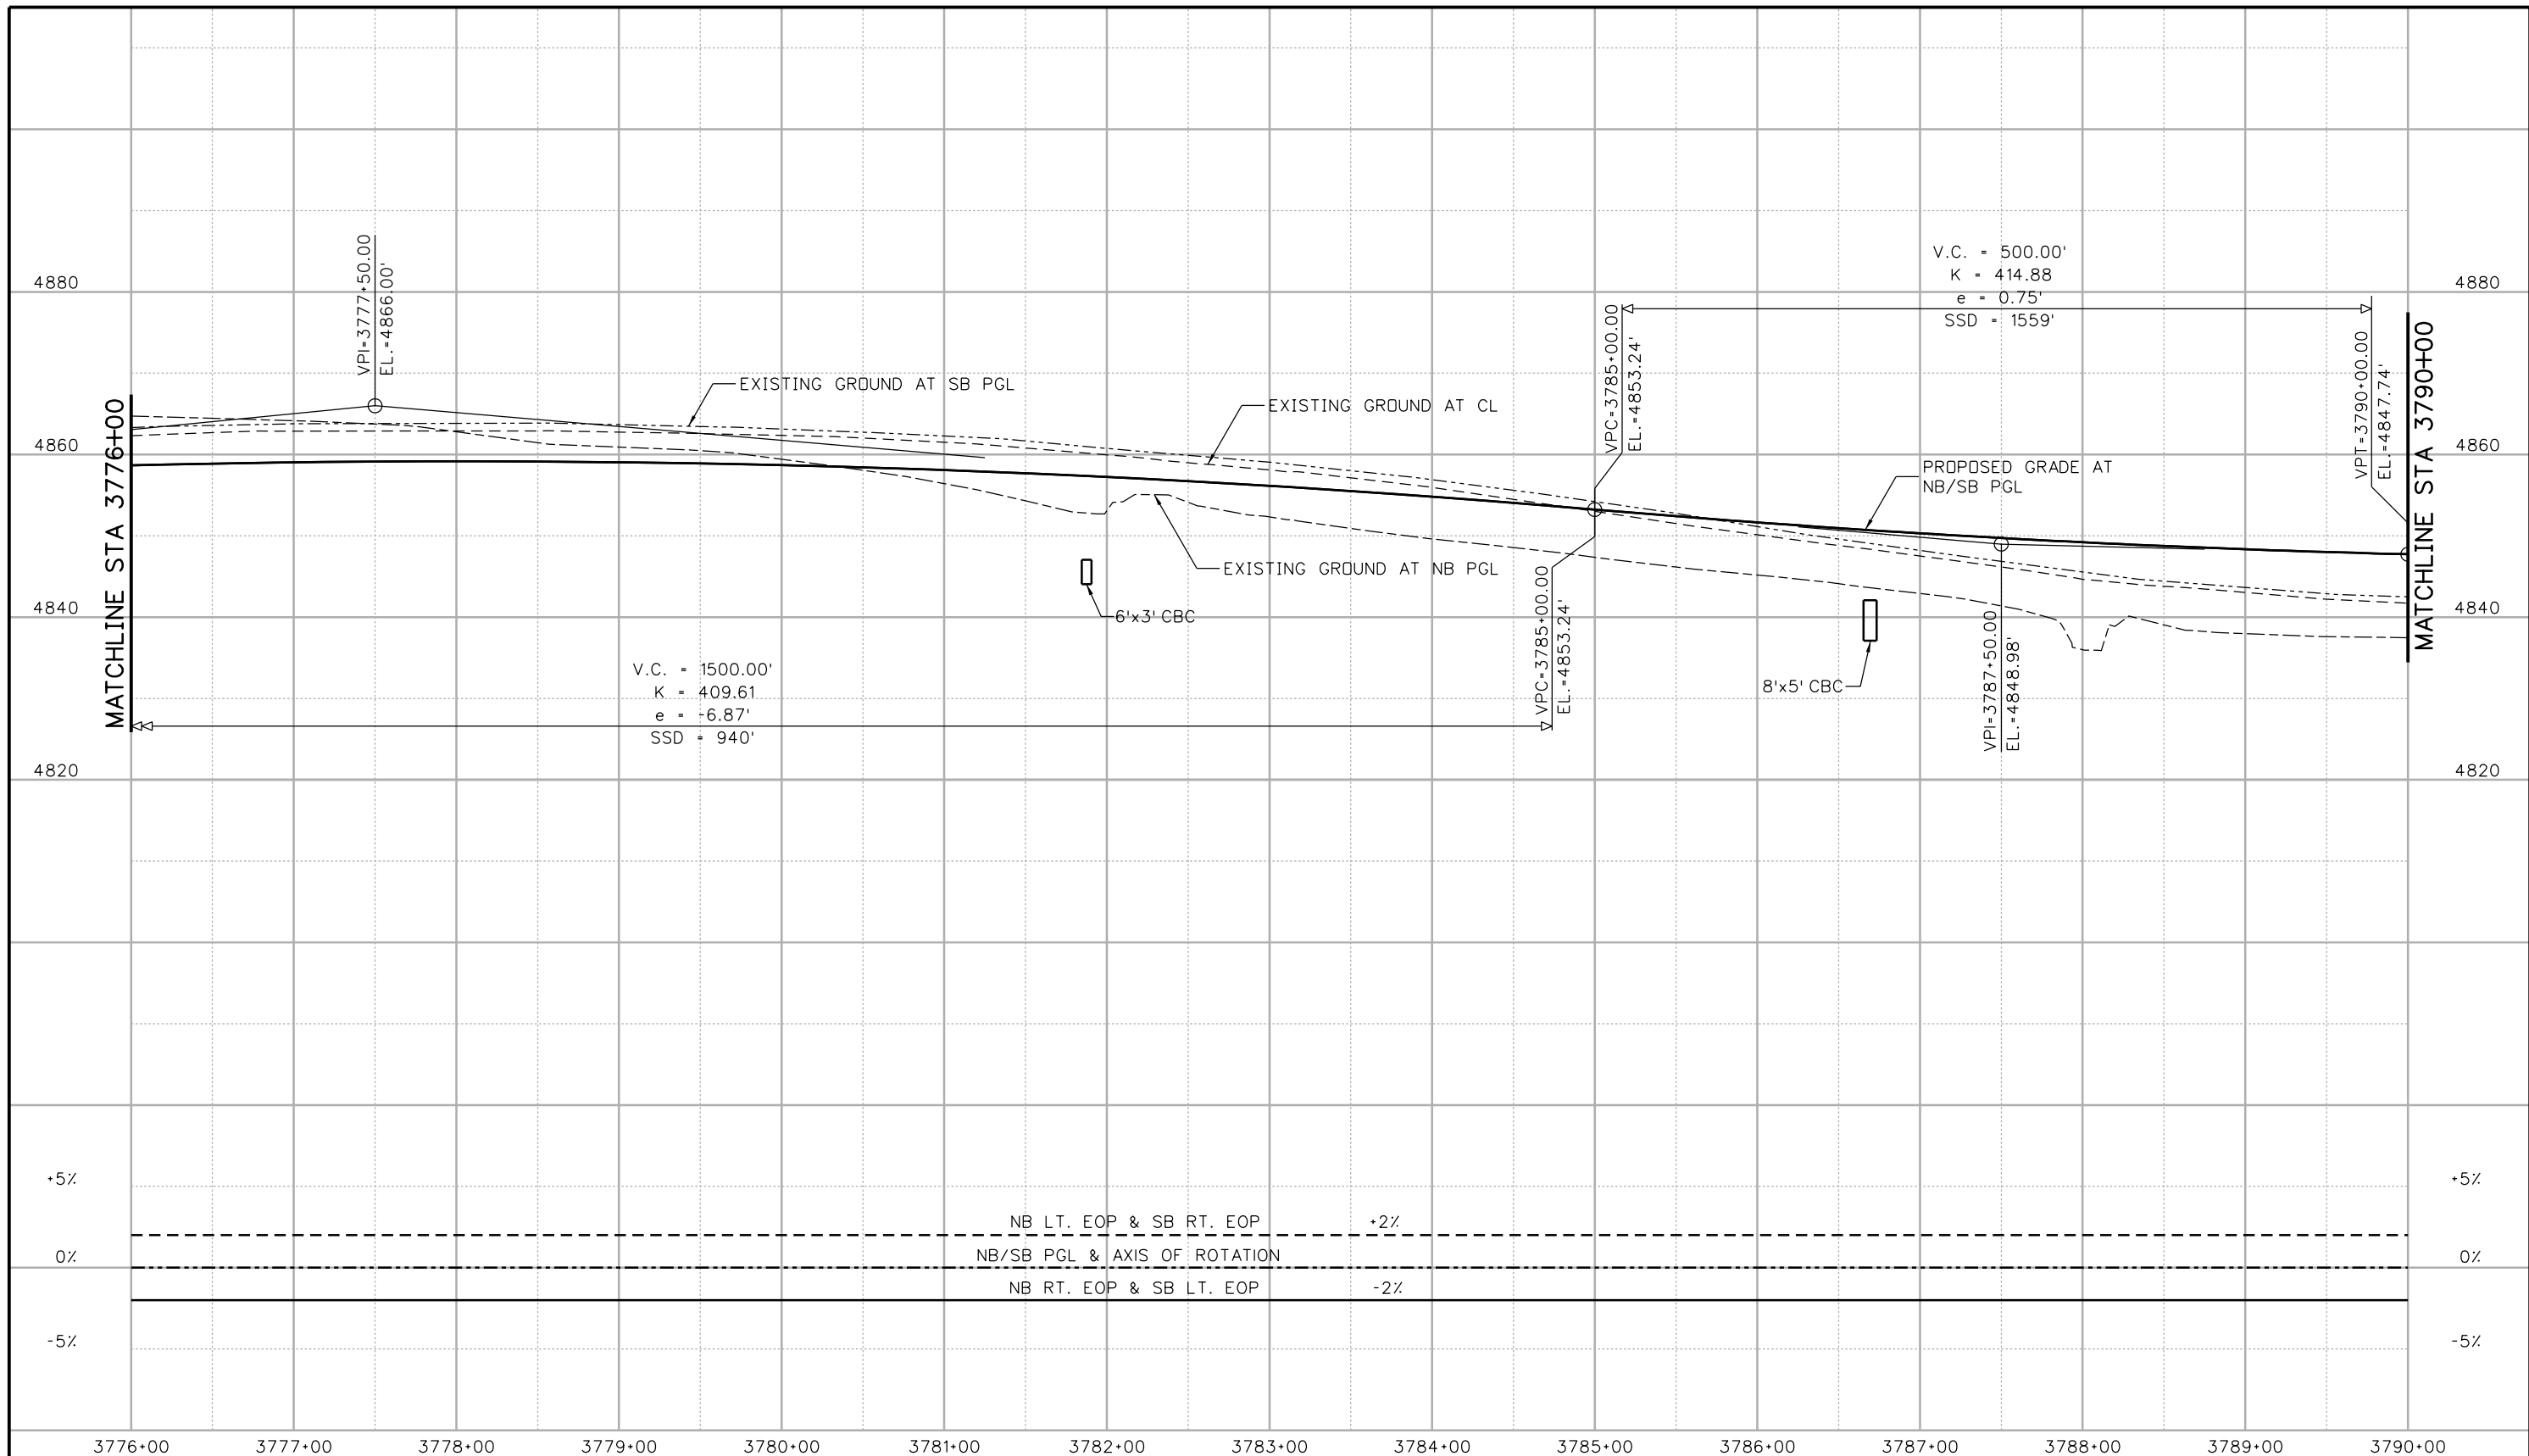 VPI=3777+50.00
EL.=4866.00'
V.C. = 500.00'
K = 414.88
e = 0.75'
SSD = 1559'
4880
4880
VPC=3785+00.00
EL.=4853.24'
VPT=3790+00.00
EL.=4847.74'
EXISTING GROUND AT SB PGL
EXISTING GROUND AT CL
4860
4860
PROPOSED GRADE AT
NB/SB PGL
MATCHLINE STA 3776+00
MATCHLINE STA 3790+00
EXISTING GROUND AT NB PGL
6'x3' CBC
4840
4840
V.C. = 1500.00'
K = 409.61
e = -6.87'
SSD = 940'
VPC=3785+00.00
EL.=4853.24'
8'x5' CBC
VPI=3787+50.00
EL.=4848.98'
4820
4820
+5%
+5%
NB LT. EOP & SB RT. EOP +2%
0%
NB/SB PGL & AXIS OF ROTATION
0%
NB RT. EOP & SB LT. EOP -2%
-5%
-5%
3776+00 3777+00 3778+00 3779+00 3780+00 3781+00 3782+00 3783+00 3784+00 3785+00 3786+00 3787+00 3788+00 3789+00 3790+00